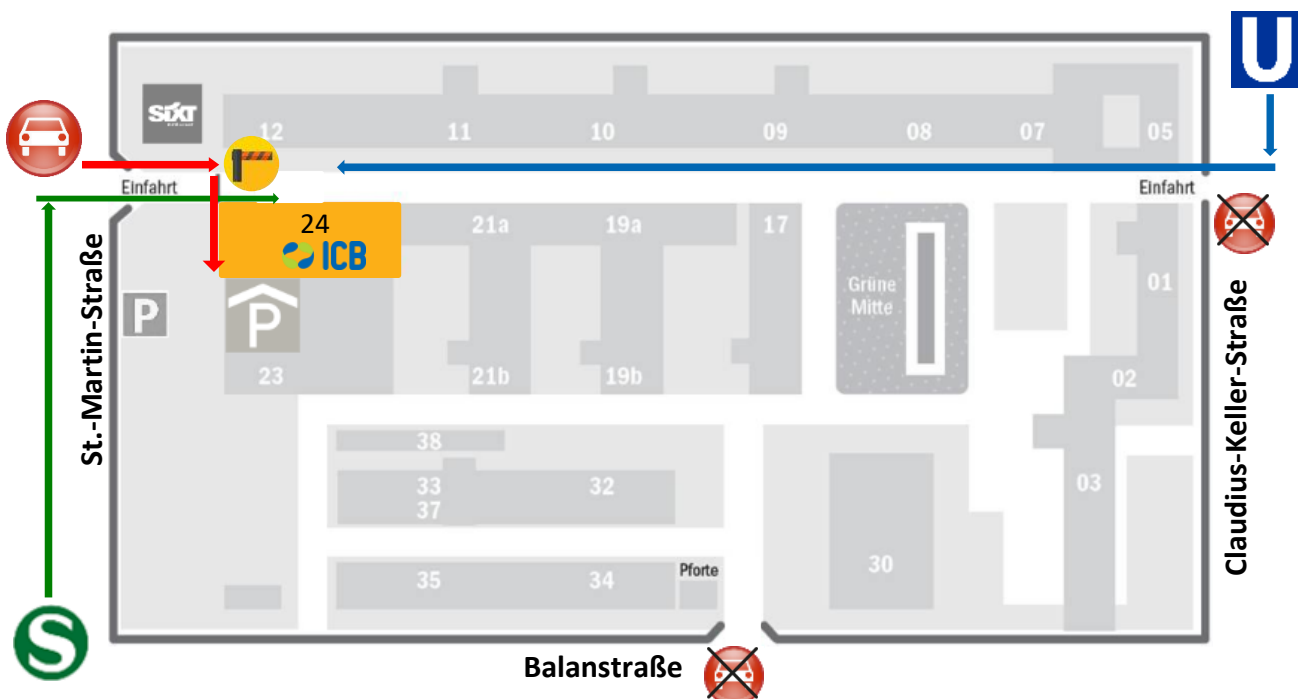 U
SIXT
12
11
10
09
08
07
05
Einfahrt
Einfahrt
24
ICB
21a
19a
17
Grüne
Mitte
01
St.-Martin-Straße
P
P
23
21b
19b
02
Claudius-Keller-Straße
38
33
32
37
03
35
34
Pforte
30
S
Balanstraße